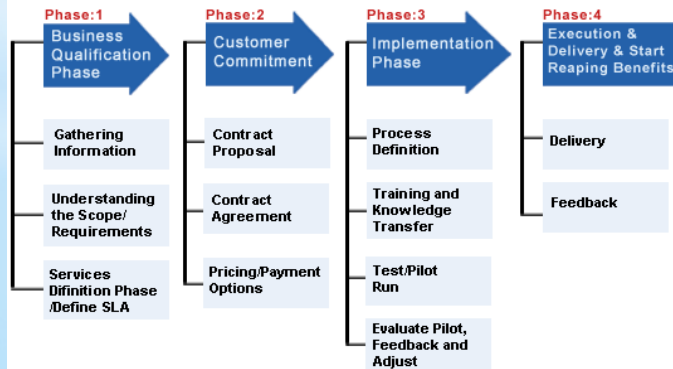 Phase:1
Business
Qualification
Phase
Gathering
Information
Understanding
the Scope/
Requirements
Services
Difinition Phase
/Define SLA
Phase:2
Customer
Commitment
Contract
Proposal
Contract
Agreement
Pricing/Payment
Options
Phase:3
Implementation
Phase
Process
Definition
Training and
Knowledge
Transfer
Test/Pilot
Run
Evaluate Pilot,
Feedback and
Adjust
Phase:4
Execution &
Delivery & Start
Reaping Benefits
Delivery
Feedback